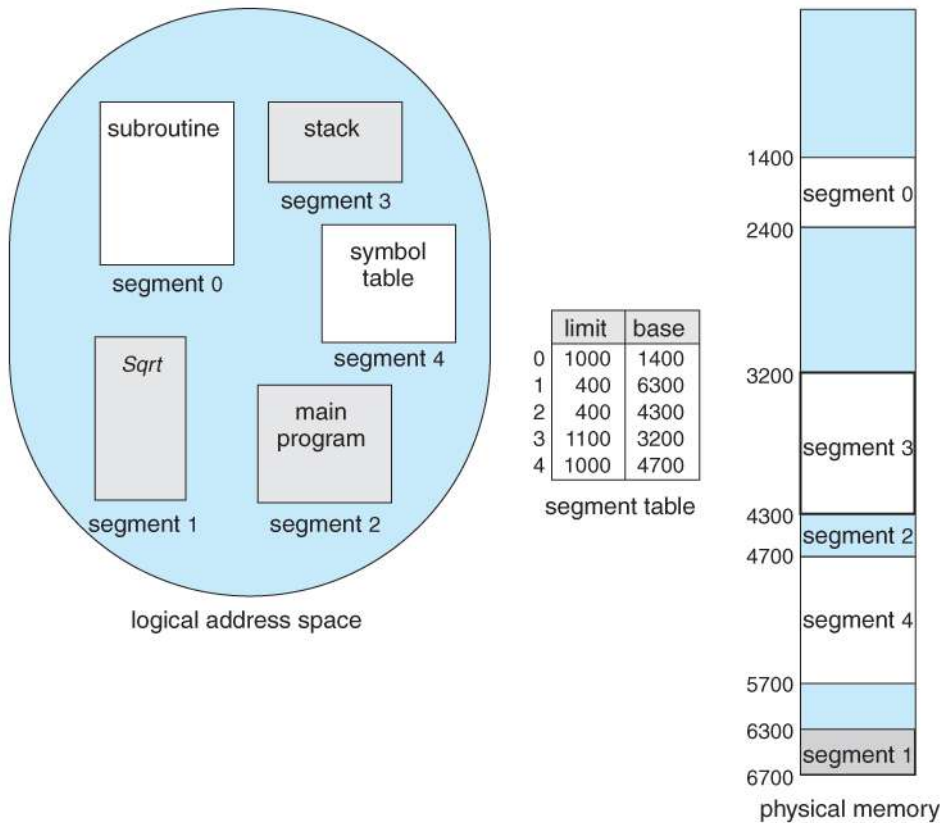 subroutine
segment 0
stack
segment 3
symbol
table
segment 4
Sqrt
segment 1
main
program
segment 2
logical address space
limit base
0 1000 1400
1 400 6300
2 400 4300
3 1100 3200
4 1000 4700
segment table
1400
segment 0
2400
3200
segment 3
4300
segment 2
4700
segment 4
5700
6300
segment 1
6700
physical memory